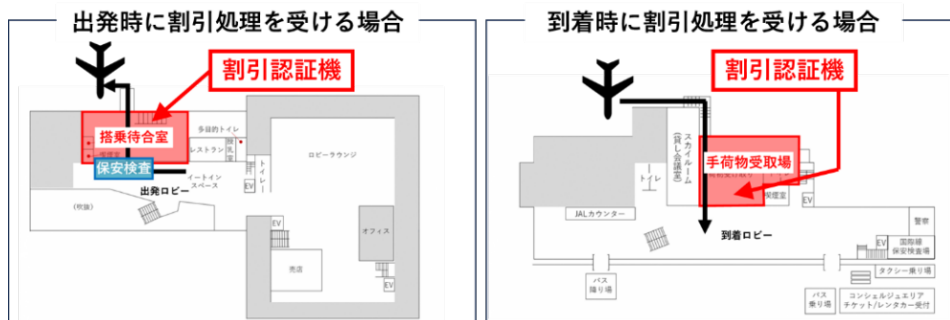 出発時に割引処理を受ける場合
割引認証機
搭乗待合室
多目的トイレ
レストラン
授乳室
保安検査
イートイン
スペース
出発ロビー
(吹抜)
トイレ
EV
ロビーラウンジ
EV
オフィス
売店
EV
到着時に割引処理を受ける場合
割引認証機
スカイルーム
(貸し会議室)
手荷物受取場
トイレ
喫煙室
EV
JALカウンター
到着ロビー
警察
EV
国際線
保安検査場
タクシー乗り場
バス
降り場
バス
乗り場
コンシェルジュエリア
チケット/レンタカー受付